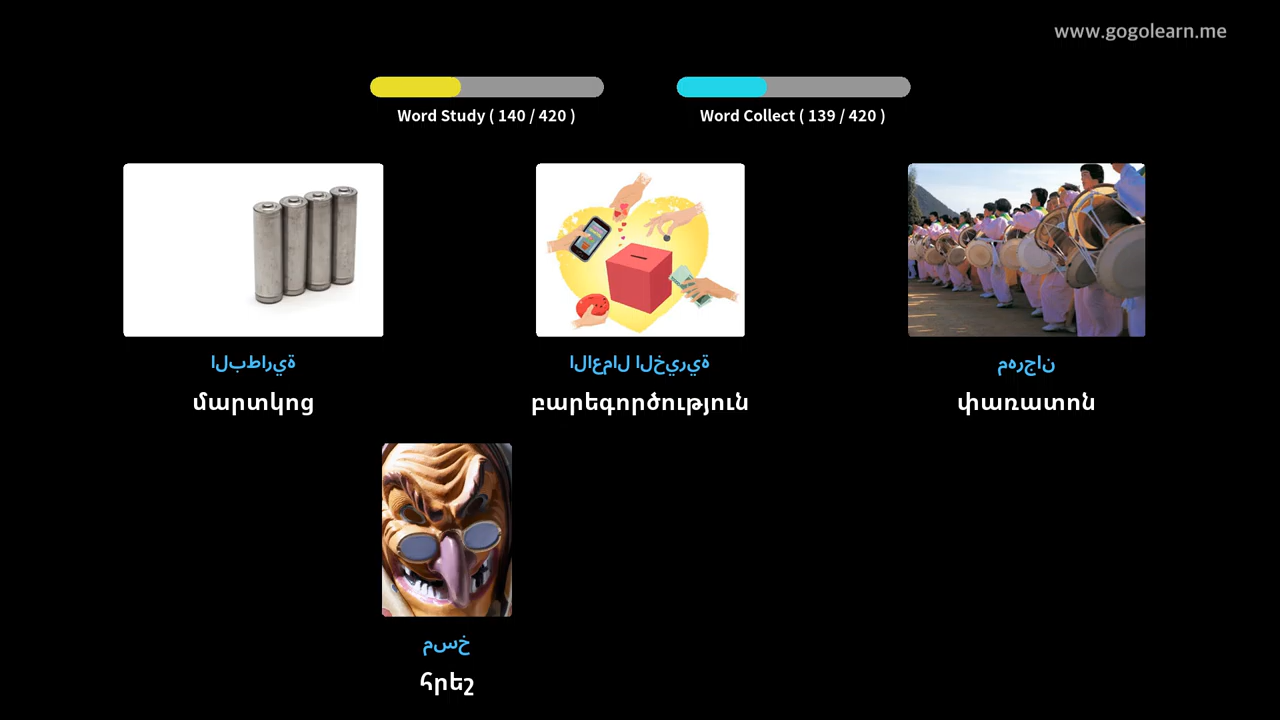 www.gogolearn.me
Word Study ( 140 / 420 )
Word Collect ( 139 / 420 )
البطارية
الاعمال الخيرية
مهرجان
մարտկոց
բարեգործություն
փառատոն
مسخ
հրեշ